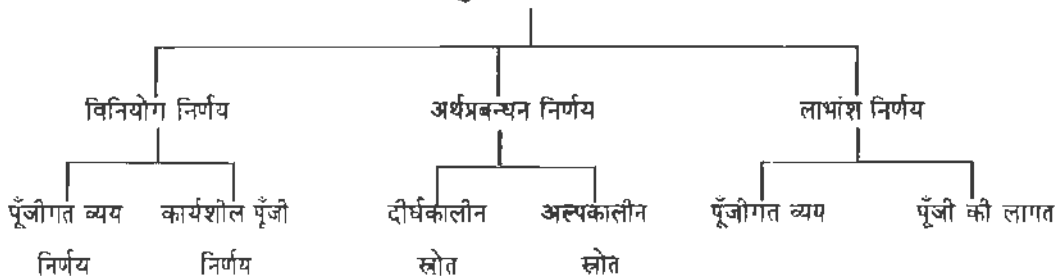 विनियोग निर्णय अर्थप्रबन्धन निर्णय लाभांश निर्णय
पूँजीगत व्यय कार्यशील पूँजी दीर्घकालीन अल्पकालीन पूँजीगत व्यय पूँजी की लागत
निर्णय निर्णय स्रोत स्रोत